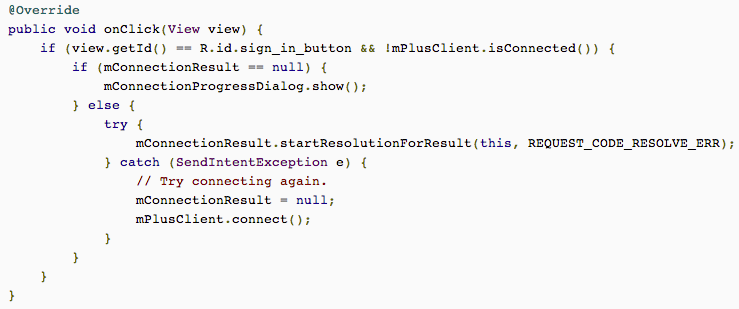 @Override
public void onClick(View view) {
    if (view.getId() == R.id.sign_in_button && !mPlusClient.isConnected()) {
        if (mConnectionResult == null) {
            mConnectionProgressDialog.show();
        } else {
            try {
                mConnectionResult.startResolutionForResult(this, REQUEST_CODE_RESOLVE_ERR);
            } catch (SendIntentException e) {
                // Try connecting again.
                mConnectionResult = null;
                mPlusClient.connect();
            }
        }
    }
}